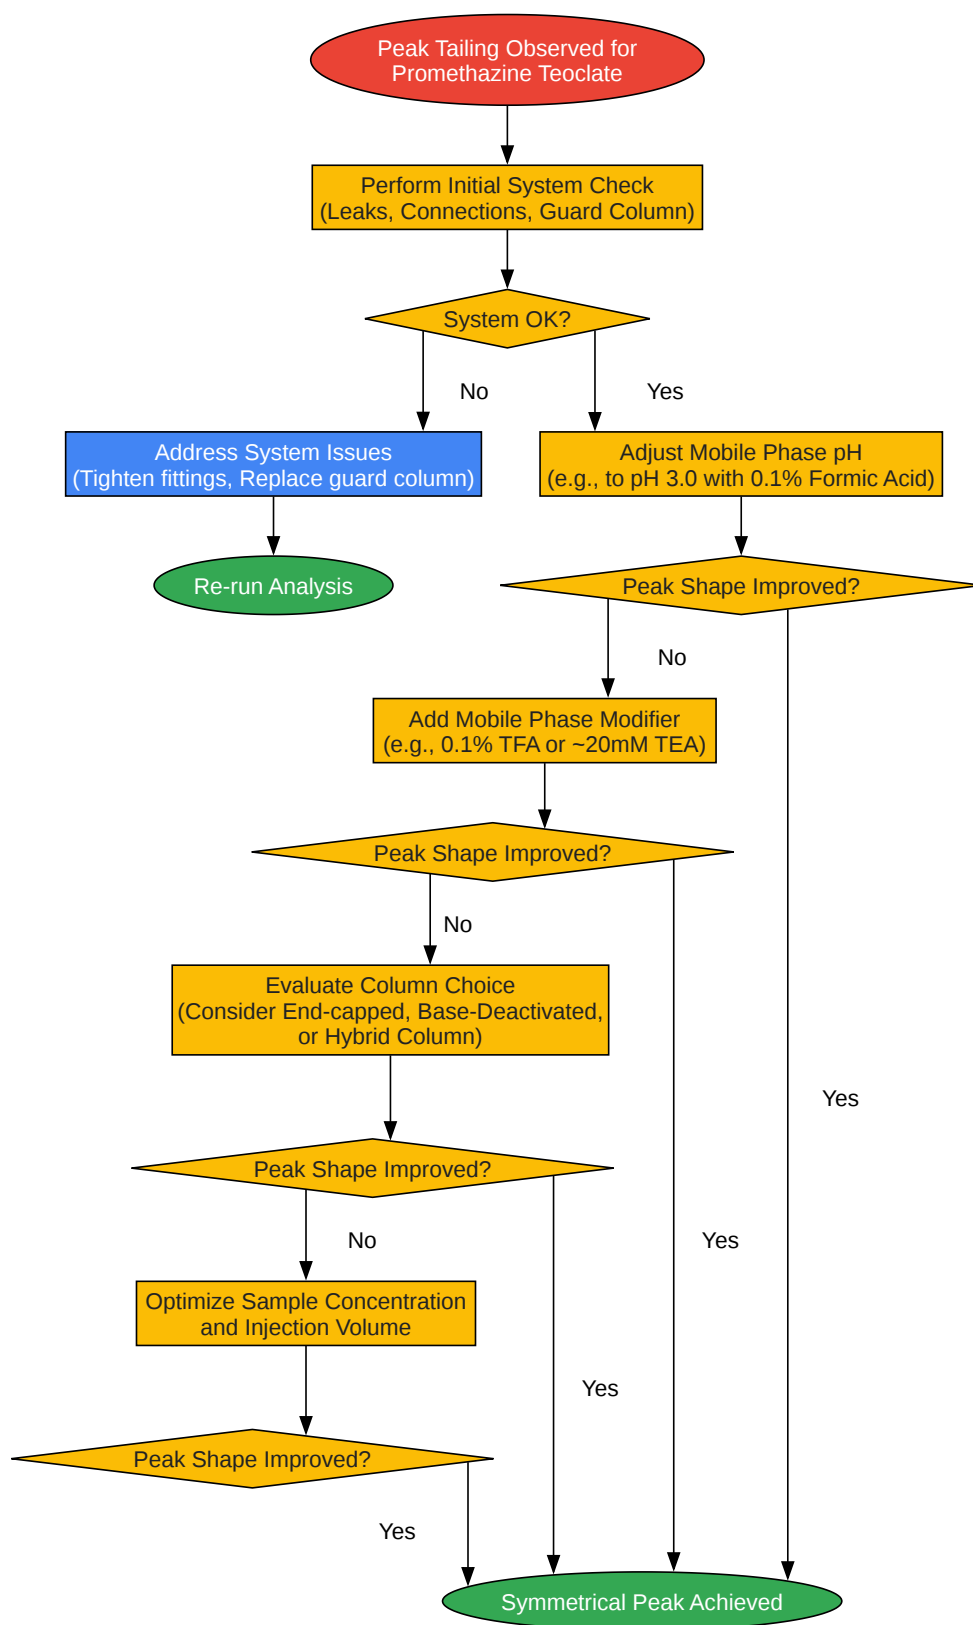 Peak Tailing Observed for
Promethazine Teoclate
Perform Initial System Check
(Leaks, Connections, Guard Column)
System OK?
No
Yes
Address System Issues
(Tighten fittings, Replace guard column)
Adjust Mobile Phase pH
(e.g., to pH 3.0 with 0.1% Formic Acid)
Re-run Analysis
Peak Shape Improved?
No
Add Mobile Phase Modifier
(e.g., 0.1% TFA or ~20mM TEA)
Peak Shape Improved?
No
Evaluate Column Choice
(Consider End-capped, Base-Deactivated,
or Hybrid Column)
Yes
Peak Shape Improved?
No
Yes
Optimize Sample Concentration
and Injection Volume
Yes
Peak Shape Improved?
Yes
Symmetrical Peak Achieved